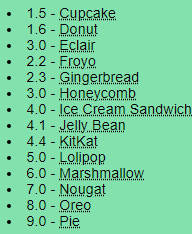 1.5 - Cupcake
1.6 - Donut
3.0 - Eclair
2.2 - Froyo
2.3 - Gingerbread
3.0 - Honeycomb
4.0 - Ice Cream Sandwich
4.1 - Jelly Bean
4.4 - KitKat
5.0 - Lolipop
6.0 - Marshmallow
7.0 - Nougat
8.0 - Oreo
9.0 - Pie